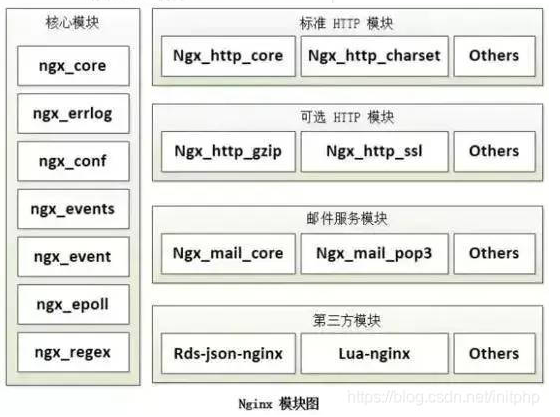 核心模块
ngx_core
ngx_errlog
ngx_conf
ngx_events
ngx_event
ngx_epoll
ngx_regex
标准 HTTP 模块
Ngx_http_core
Ngx_http_charset
Others
可选 HTTP 模块
Ngx_http_gzip
Ngx_http_ssl
Others
邮件服务模块
Ngx_mail_core
Ngx_mail_pop3
Others
第三方模块
Rds-json-nginx
Lua-nginx
Others
Nginx 模块图
https://blog.csdn.net/initphp